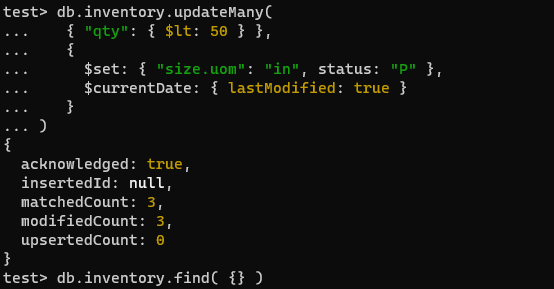 test> db.inventory.updateMany(
...     { "qty": { $lt: 50 } },
...     {
...       $set: { "size.uom": "in", status: "P" },
...       $currentDate: { lastModified: true }
...     }
... )
{
  acknowledged: true,
  insertedId: null,
  matchedCount: 3,
  modifiedCount: 3,
  upsertedCount: 0
}
test> db.inventory.find( {} )